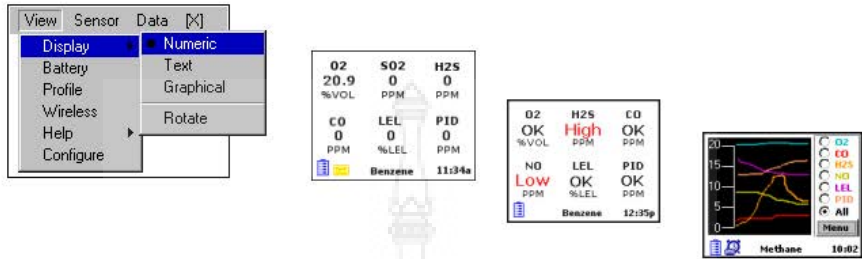 View Sensor Data [X]
Display
Battery
Profile
Wireless
Help
Configure
Numeric
Text
Graphical
Rotate
O2 SO2 H2S
20.9 0 0
%VOL PPM PPM
CO LEL PID
0 0 0
PPM %LEL PPM
Benzene 11:34a
O2 H2S CO
OK High OK
%VOL PPM PPM
NO LEL PID
Low OK OK
PPM %LEL PPM
Benzene 12:35p
20
15
10
5
0
O2
CO
H2S
NO
LEL
PID
All
Menu
Methane 10:02